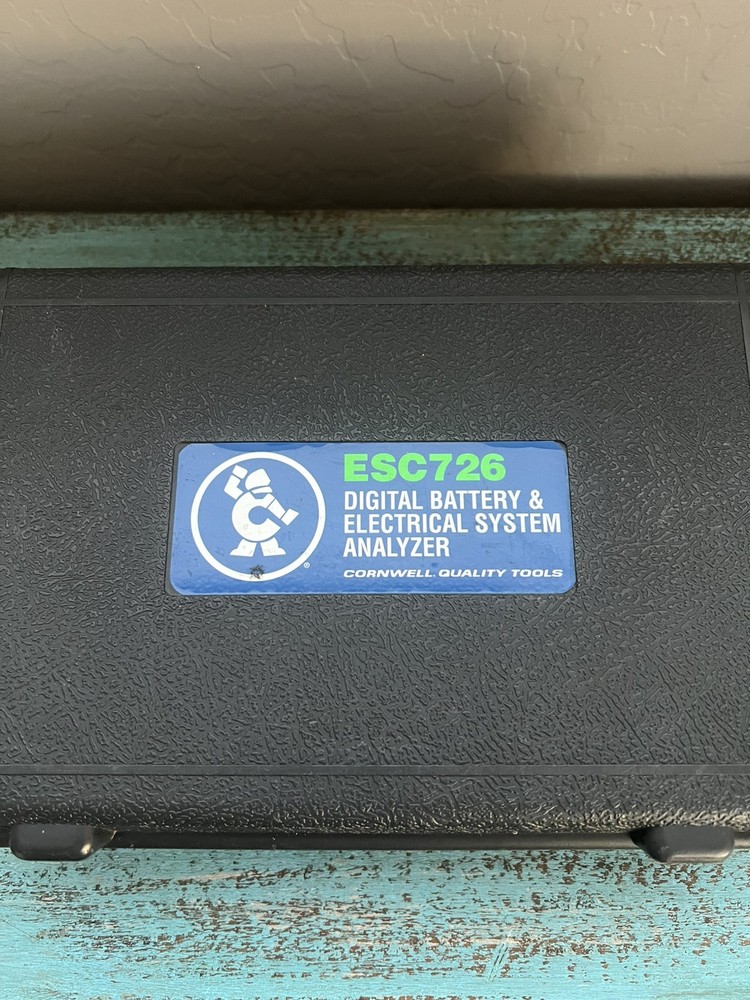 ESC726
DIGITAL BATTERY &
ELECTRICAL SYSTEM
ANALYZER
CORNWELL QUALITY TOOLS
®